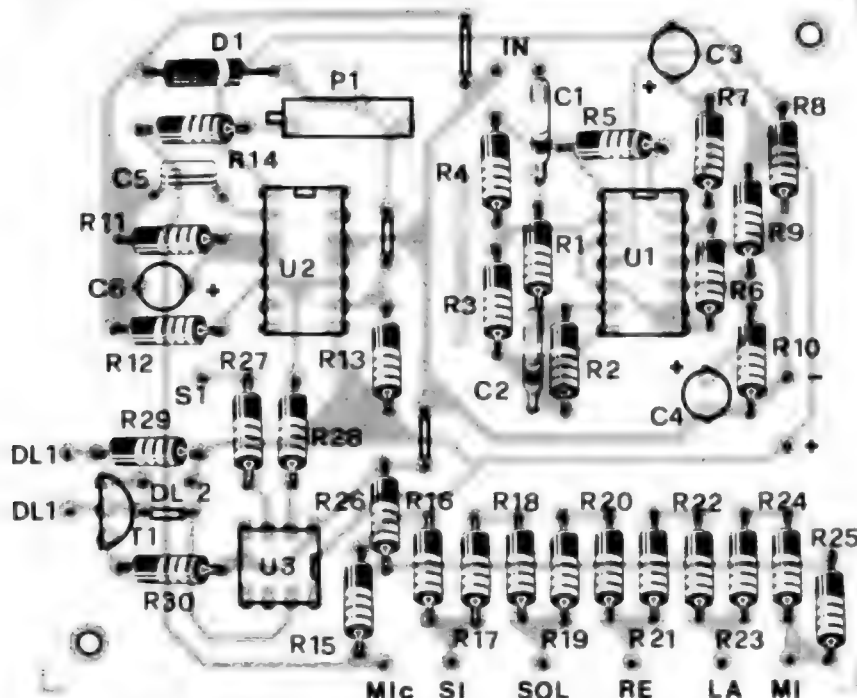 D1
IN
C3
P1
C1
R7
R8
R5
R14
R4
C5
R11
R9
U2
R1
U1
C6
+
R3
R6
R12
R13
R10
R27
R2
+
-
S1
C2
C4
R29
R28
+
DL1
DL2
R26
R16
R18
R20
R22
R24
DL1
T1
R25
U3
R30
R15
R17
R19
R21
R23
MIc
SI
SOL
RE
LA
MI
+